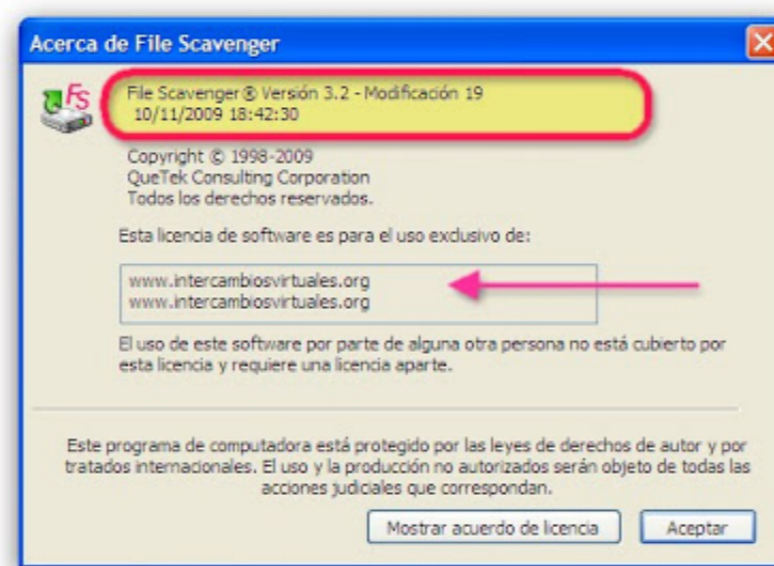 Acerca de File Scavenger
FS
File Scavenger® Versión 3.2 - Modificación 19
10/11/2009 18:42:30
Copyright © 1998-2009
QueTek Consulting Corporation
Todos los derechos reservados.
Esta licencia de software es para el uso exclusivo de:
www.intercambiosvirtuales.org
www.intercambiosvirtuales.org
El uso de este software por parte de alguna otra persona no está cubierto por
esta licencia y requiere una licencia aparte.
Este programa de computadora está protegido por las leyes de derechos de autor y por
tratados internacionales. El uso y la producción no autorizados serán objeto de todas las
acciones judiciales que correspondan.
Mostrar acuerdo de licencia
Aceptar